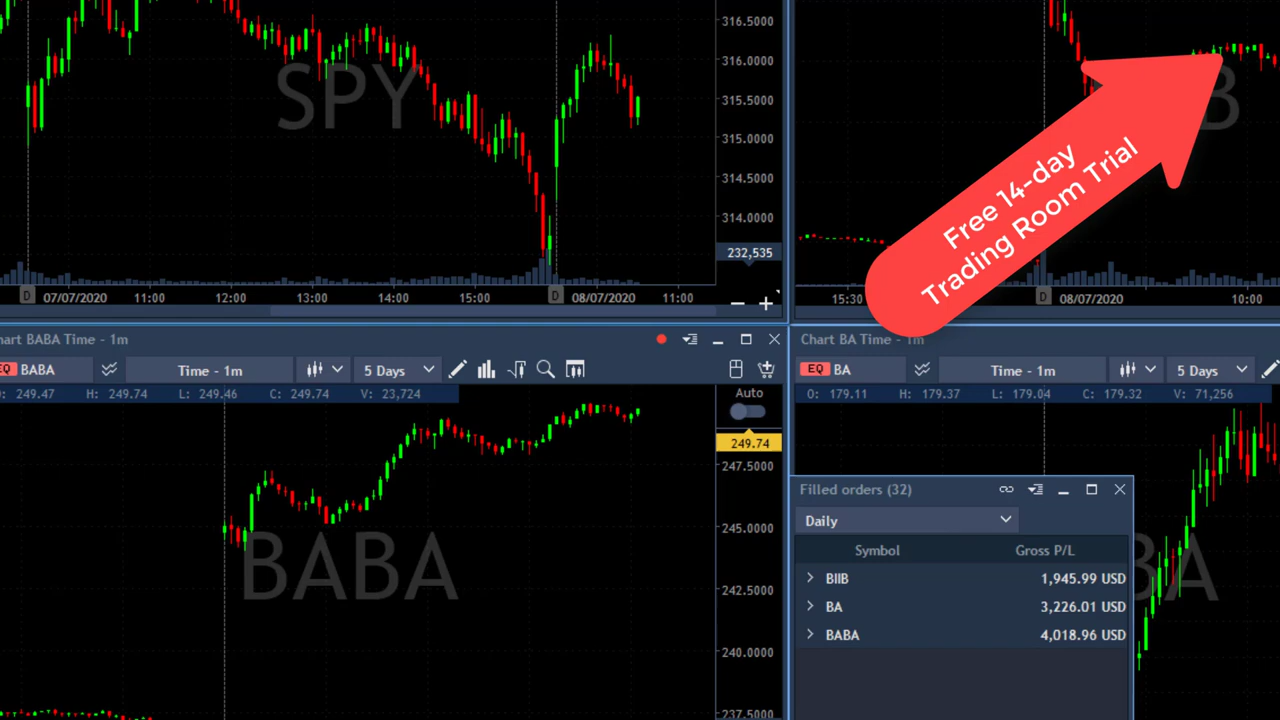 316.5000
316.0000
315.5000
315.0000
314.5000
314.0000
232,535
SPY
D 07/07/2020 11:00 12:00 13:00 14:00 15:00 D 08/07/2020 11:00
B
Free 14-day
Trading Room Trial
15:30 D 08/07/2020 10:00
Chart BABA Time - 1m
EQ BABA Time - 1m 5 Days
O: 249.47 H: 249.74 L: 249.46 C: 249.74 V: 23,724
Auto
249.74
247.5000
245.0000
242.5000
240.0000
237.5000
BABA
Chart BA Time - 1m
EQ BA Time - 1m 5 Days
O: 179.11 H: 179.37 L: 179.04 C: 179.32 V: 71,256
BA
Filled orders (32)
Daily
Symbol Gross P/L
BIIB 1,945.99 USD
BA 3,226.01 USD
BABA 4,018.96 USD